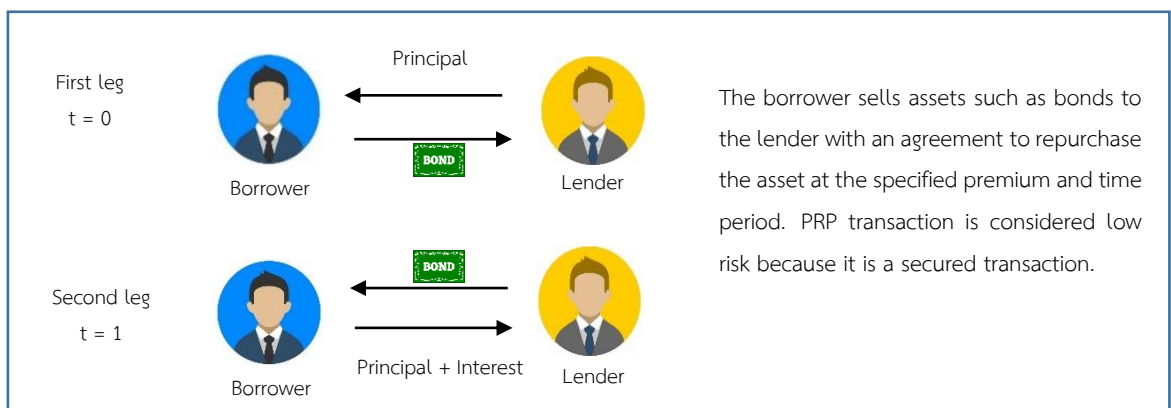 First leg
t = 0
Principal
BOND
Borrower
Lender
Second leg
t = 1
BOND
Principal + Interest
Borrower
Lender
The borrower sells assets such as bonds to
the lender with an agreement to repurchase
the asset at the specified premium and time
period. PRP transaction is considered low
risk because it is a secured transaction.